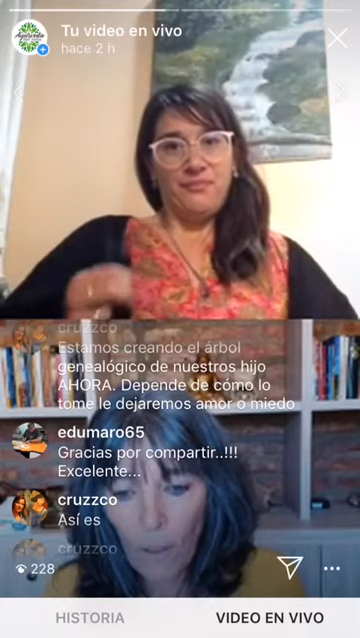 Tu video en vivo
hace 2 h
cruzzco
Estamos creando el árbol
genealógico de nuestros hijo
AHORA. Depende de cómo lo
tome le dejaremos amor o miedo
edumaro65
Gracias por compartir..!!!
Excelente...
cruzzco
Así es
cruzzco
228
HISTORIA
VIDEO EN VIVO